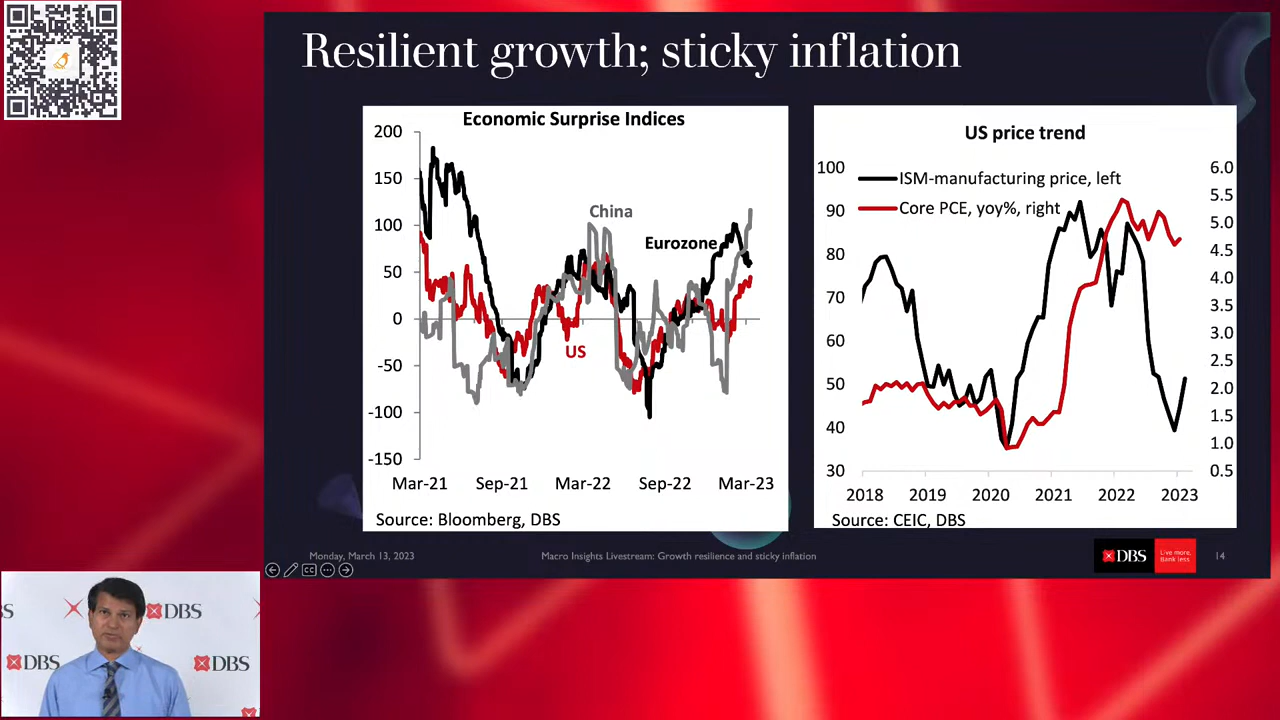 Resilient growth; sticky inflation
Economic Surprise Indices
200
150
100
50
0
-50
-100
-150
China
Eurozone
US
Mar-21 Sep-21 Mar-22 Sep-22 Mar-23
Source: Bloomberg, DBS
US price trend
100
90
80
70
60
50
40
30
ISM-manufacturing price, left
Core PCE, yoy%, right
6.0
5.5
5.0
4.5
4.0
3.5
3.0
2.5
2.0
1.5
1.0
0.5
2018 2019 2020 2021 2022 2023
Source: CEIC, DBS
Monday, March 13, 2023
Macro Insights Livestream: Growth resilience and sticky inflation
DBS
Live more,
Bank less
14
CC
DBS
DBS
DBS